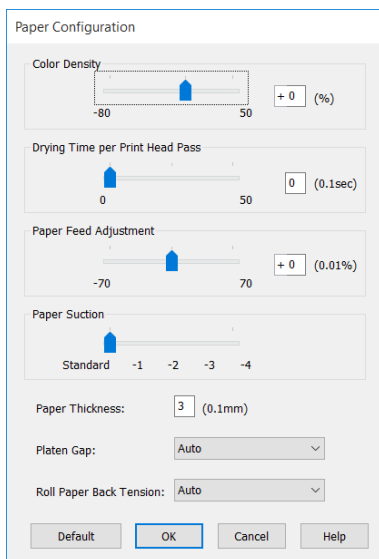 Paper Configuration
Color Density
-80 50 + 0 (%)
Drying Time per Print Head Pass
0 50 0 (0.1sec)
Paper Feed Adjustment
-70 70 + 0 (0.01%)
Paper Suction
Standard -1 -2 -3 -4
Paper Thickness: 3 (0.1mm)
Platen Gap: Auto
Roll Paper Back Tension: Auto
Default OK Cancel Help